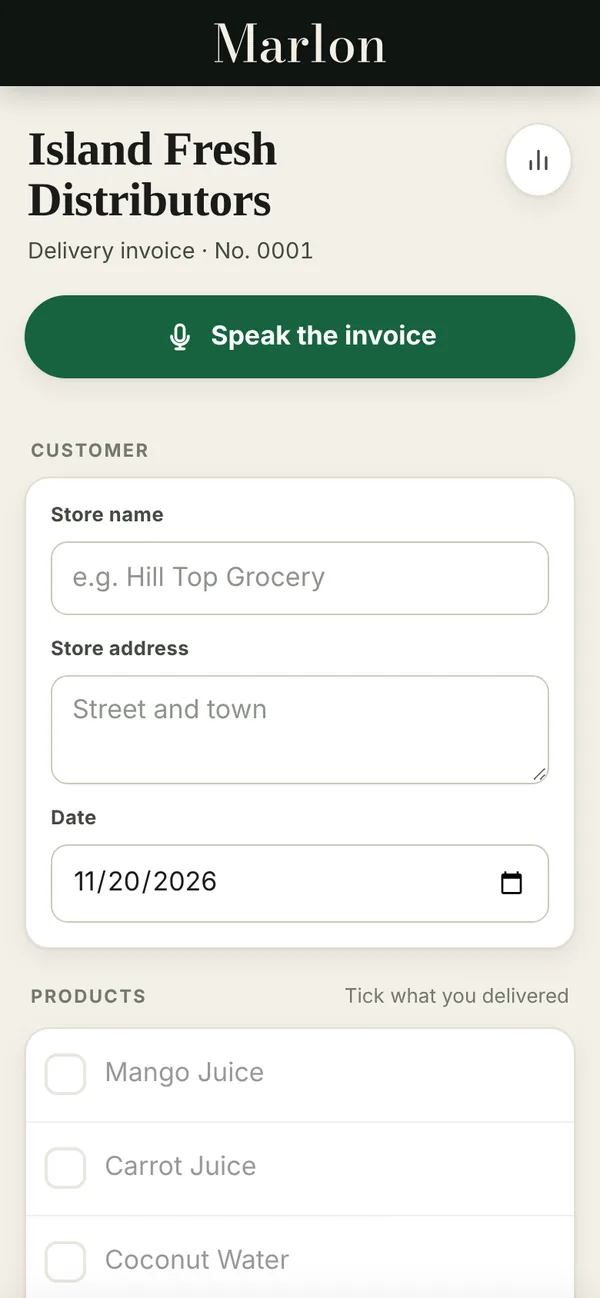 Marlon
Island Fresh
Distributors
Delivery invoice · No. 0001
Speak the invoice
CUSTOMER
Store name
e.g. Hill Top Grocery
Store address
Street and town
Date
11/20/2026
PRODUCTS
Tick what you delivered
Mango Juice
Carrot Juice
Coconut Water